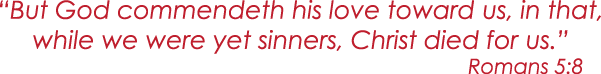 “But God commendeth his love toward us, in that,
while we were yet sinners, Christ died for us.”
Romans 5:8